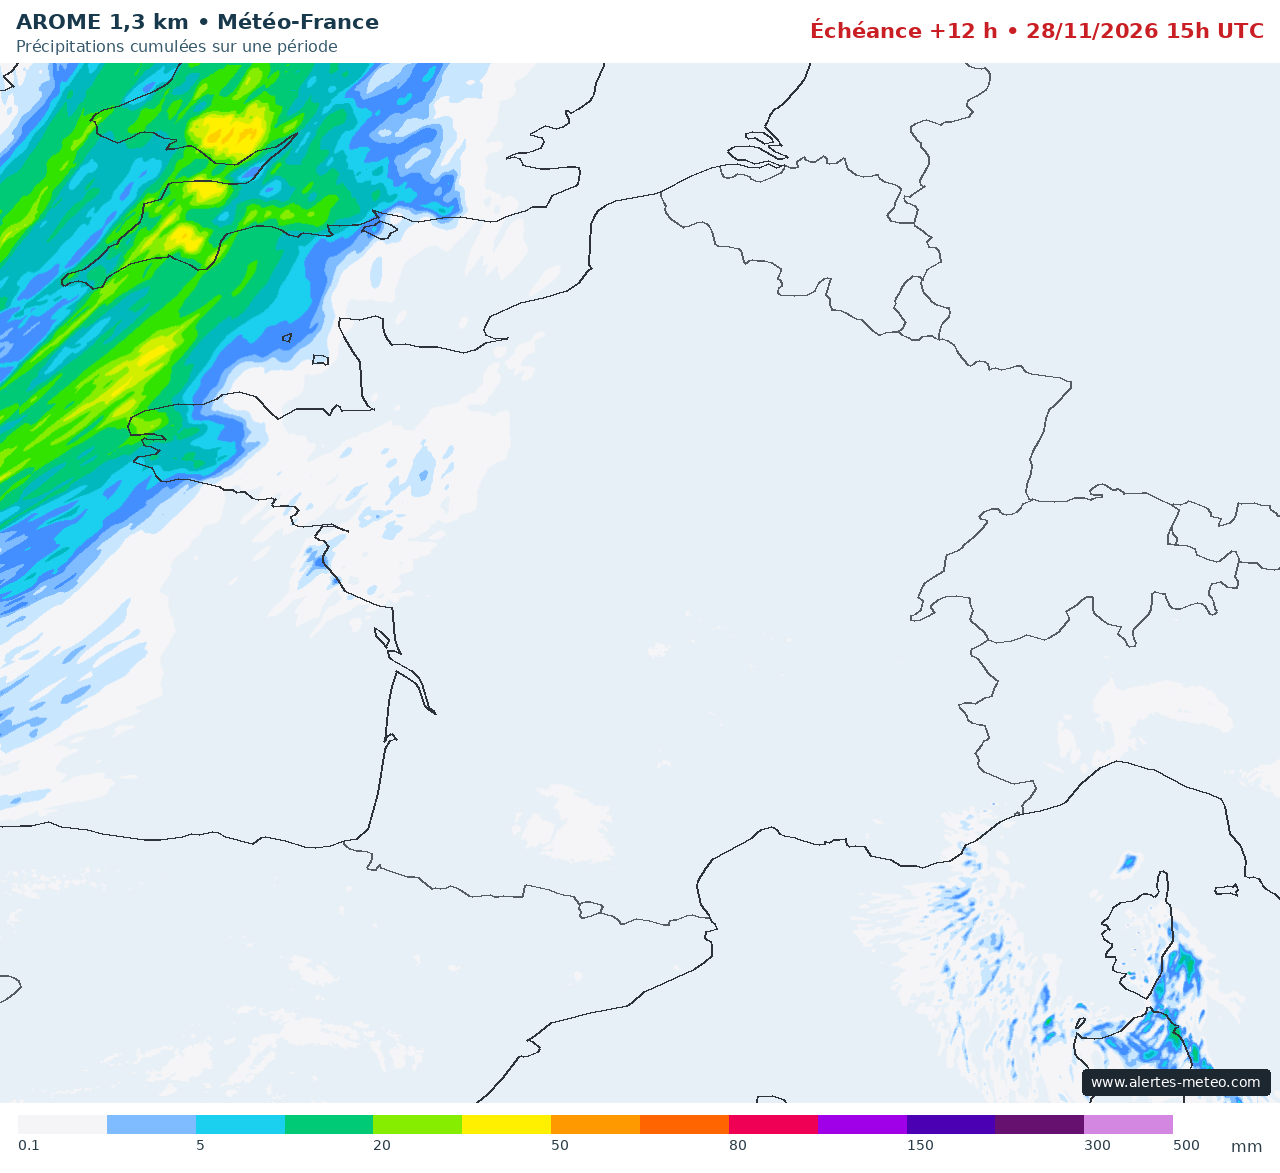 AROME 1,3 km • Météo-France
Précipitations cumulées sur une période
Échéance +12 h • 28/11/2026 15h UTC
www.alertes-meteo.com
0.1 5 20 50 80 150 300 500 mm